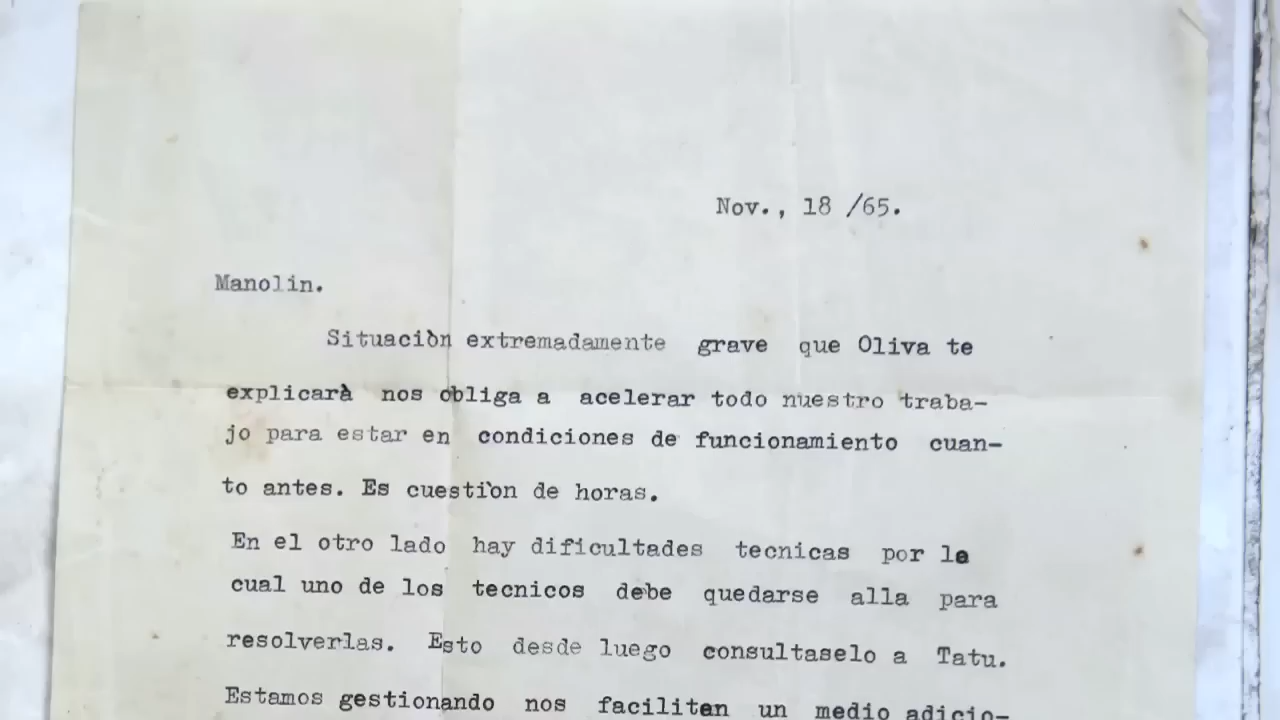 Nov., 18 /65.
Manolin.
Situaciòn extremadamente grave que Oliva te
explicarà nos obliga a acelerar todo nuestro traba-
jo para estar en condiciones de funcionamiento cuan-
to antes. Es cuestiòn de horas.
En el otro lado hay dificultades tecnicas por lo
cual uno de los tecnicos debe quedarse alla para
resolverlas. Esto desde luego consultaselo a Tatu.
Estamos gestionando nos faciliten un medio adicio-